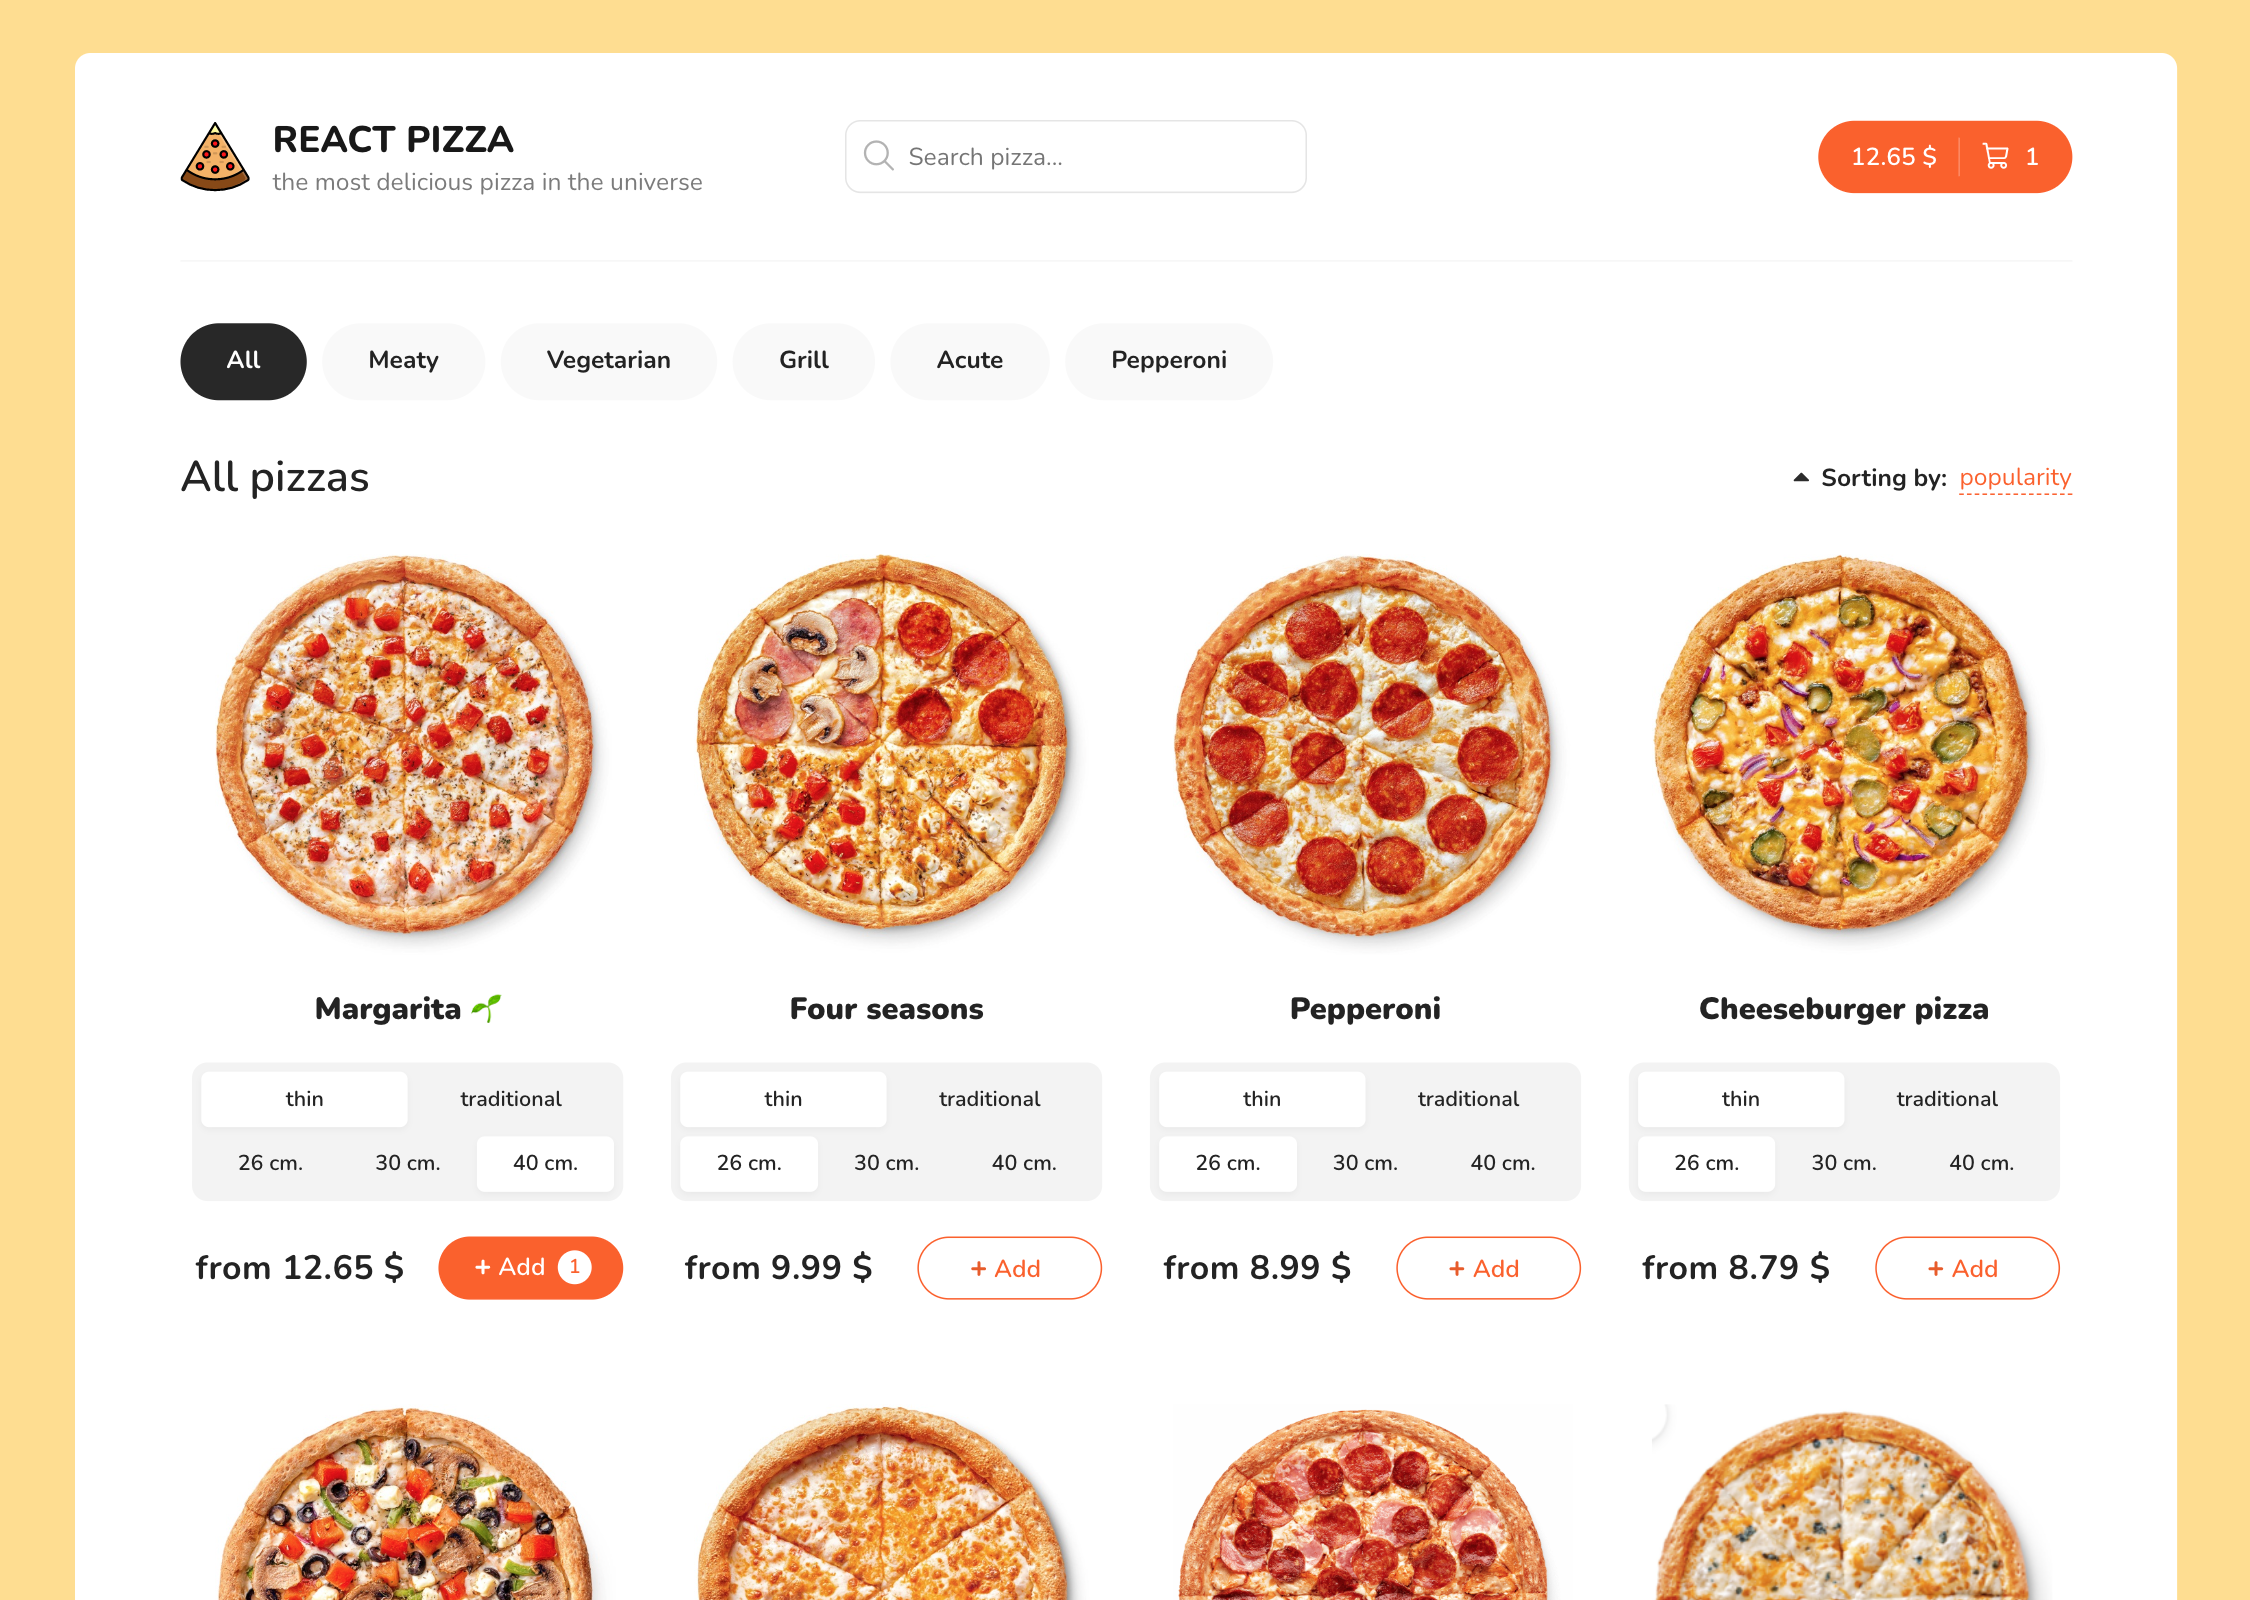 REACT PIZZA
the most delicious pizza in the universe
Search pizza...
12.65 $ 1
All Meaty Vegetarian Grill Acute Pepperoni
All pizzas
Sorting by: popularity
Margarita
thin traditional
26 cm. 30 cm. 40 cm.
from 12.65 $ + Add 1
Four seasons
thin traditional
26 cm. 30 cm. 40 cm.
from 9.99 $ + Add
Pepperoni
thin traditional
26 cm. 30 cm. 40 cm.
from 8.99 $ + Add
Cheeseburger pizza
thin traditional
26 cm. 30 cm. 40 cm.
from 8.79 $ + Add